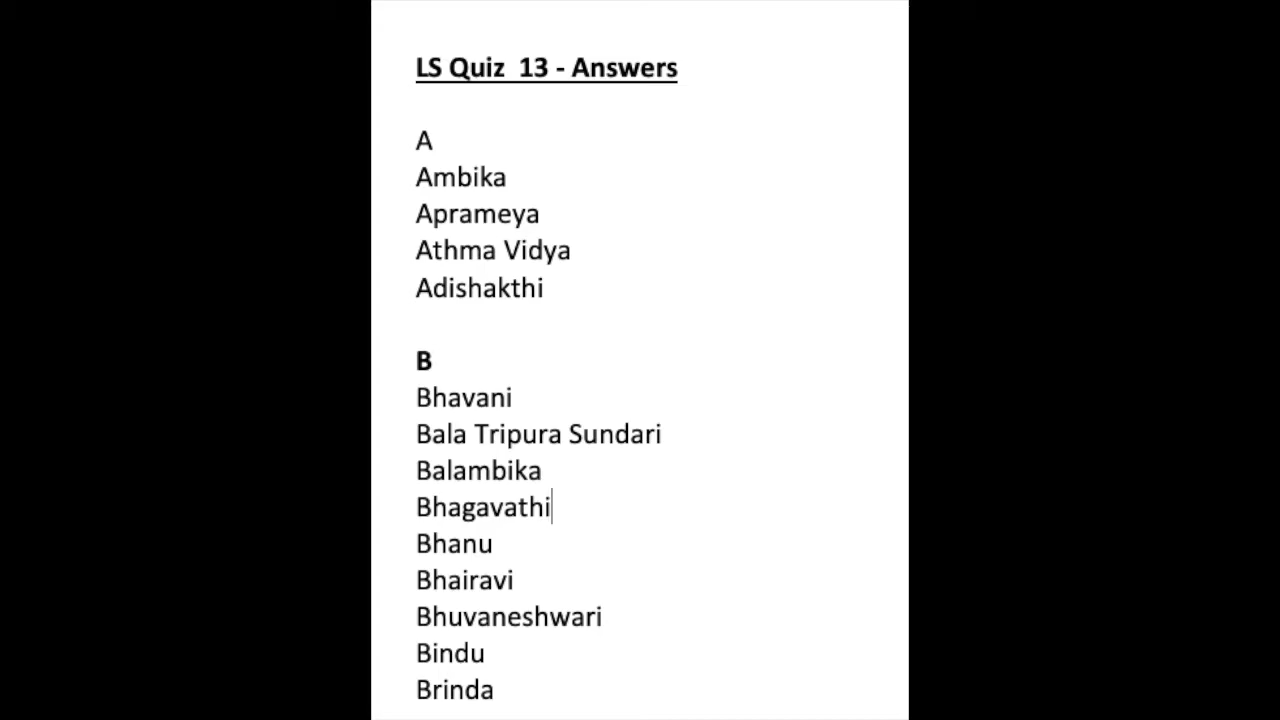 LS Quiz  13 - Answers
A
Ambika
Aprameya
Athma Vidya
Adishakthi
B
Bhavani
Bala Tripura Sundari
Balambika
Bhagavathi
Bhanu
Bhairavi
Bhuvaneshwari
Bindu
Brinda